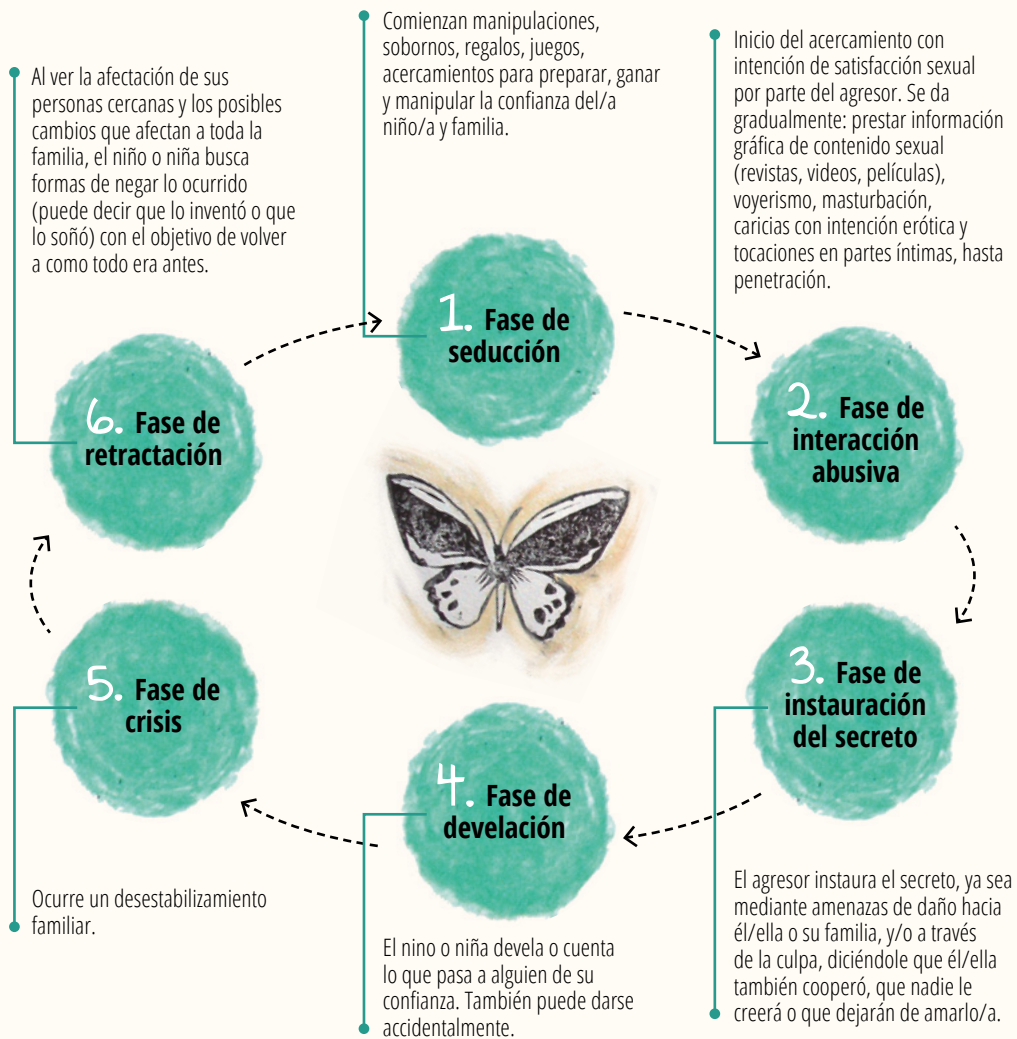 Comienzan manipulaciones,
sobornos, regalos, juegos,
acercamientos para preparar, ganar
y manipular la confianza del/a
niño/a y familia.
1. Fase de
seducción
Inicio del acercamiento con
intención de satisfacción sexual
por parte del agresor. Se da
gradualmente: prestar información
gráfica de contenido sexual
(revistas, videos, películas),
voyerismo, masturbación,
caricias con intención erótica y
tocaciones en partes íntimas, hasta
penetración.
2. Fase de
interacción
abusiva
3. Fase de
instauración
del secreto
El agresor instaura el secreto, ya sea
mediante amenazas de daño hacia
él/ella o su familia, y/o a través
de la culpa, diciéndole que él/ella
también cooperó, que nadie le
creerá o que dejarán de amarlo/a.
4. Fase de
develación
El nino o niña devela o cuenta
lo que pasa a alguien de su
confianza. También puede darse
accidentalmente.
5. Fase de
crisis
Ocurre un desestabilizamiento
familiar.
6. Fase de
retractación
Al ver la afectación de sus
personas cercanas y los posibles
cambios que afectan a toda la
familia, el niño o niña busca
formas de negar lo ocurrido
(puede decir que lo inventó o que
lo soñó) con el objetivo de volver
a como todo era antes.